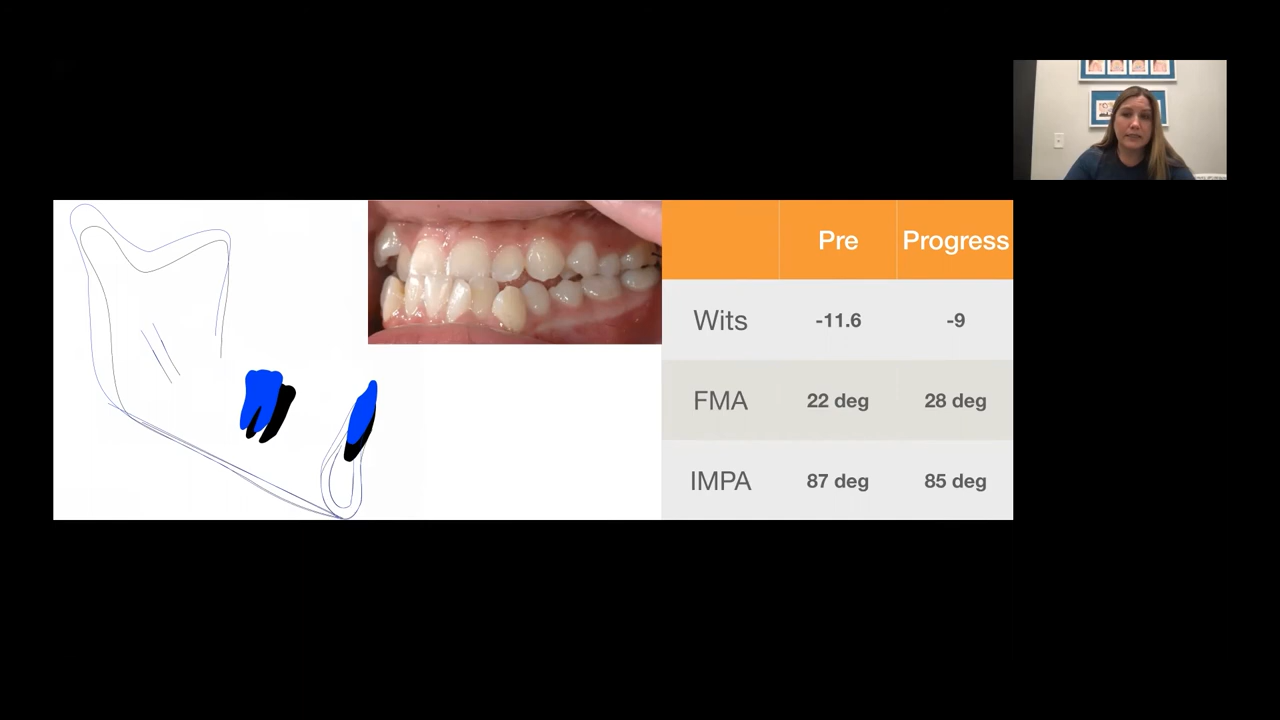 Pre Progress
Wits -11.6 -9
FMA 22 deg 28 deg
IMPA 87 deg 85 deg